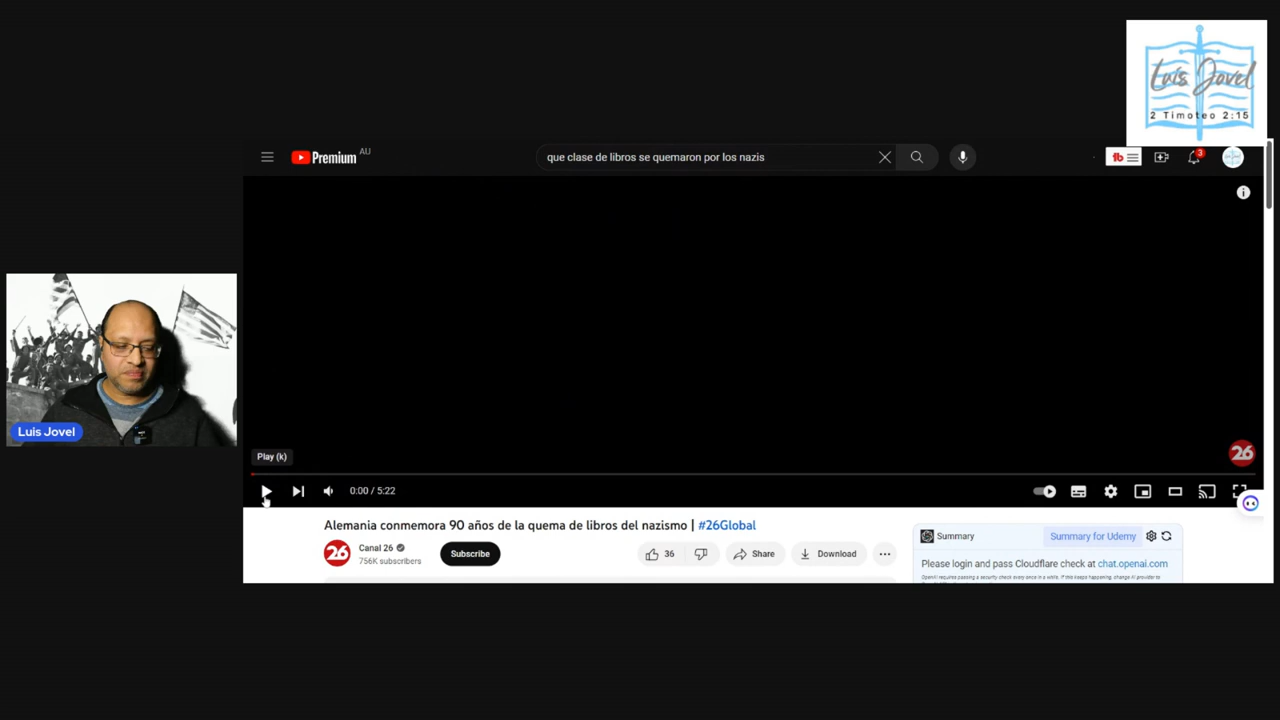 Luis Jovel
2 Timoteo 2:15
Premium AU
que clase de libros se quemaron por los nazis
3
Luis Jovel
26
Play (k)
0:00 / 5:22
Alemania conmemora 90 años de la quema de libros del nazismo | #26Global
26
Canal 26
756K subscribers
Subscribe
36
Share
Download
Summary
Summary for Udemy
Please login and pass Cloudflare check at chat.openai.com